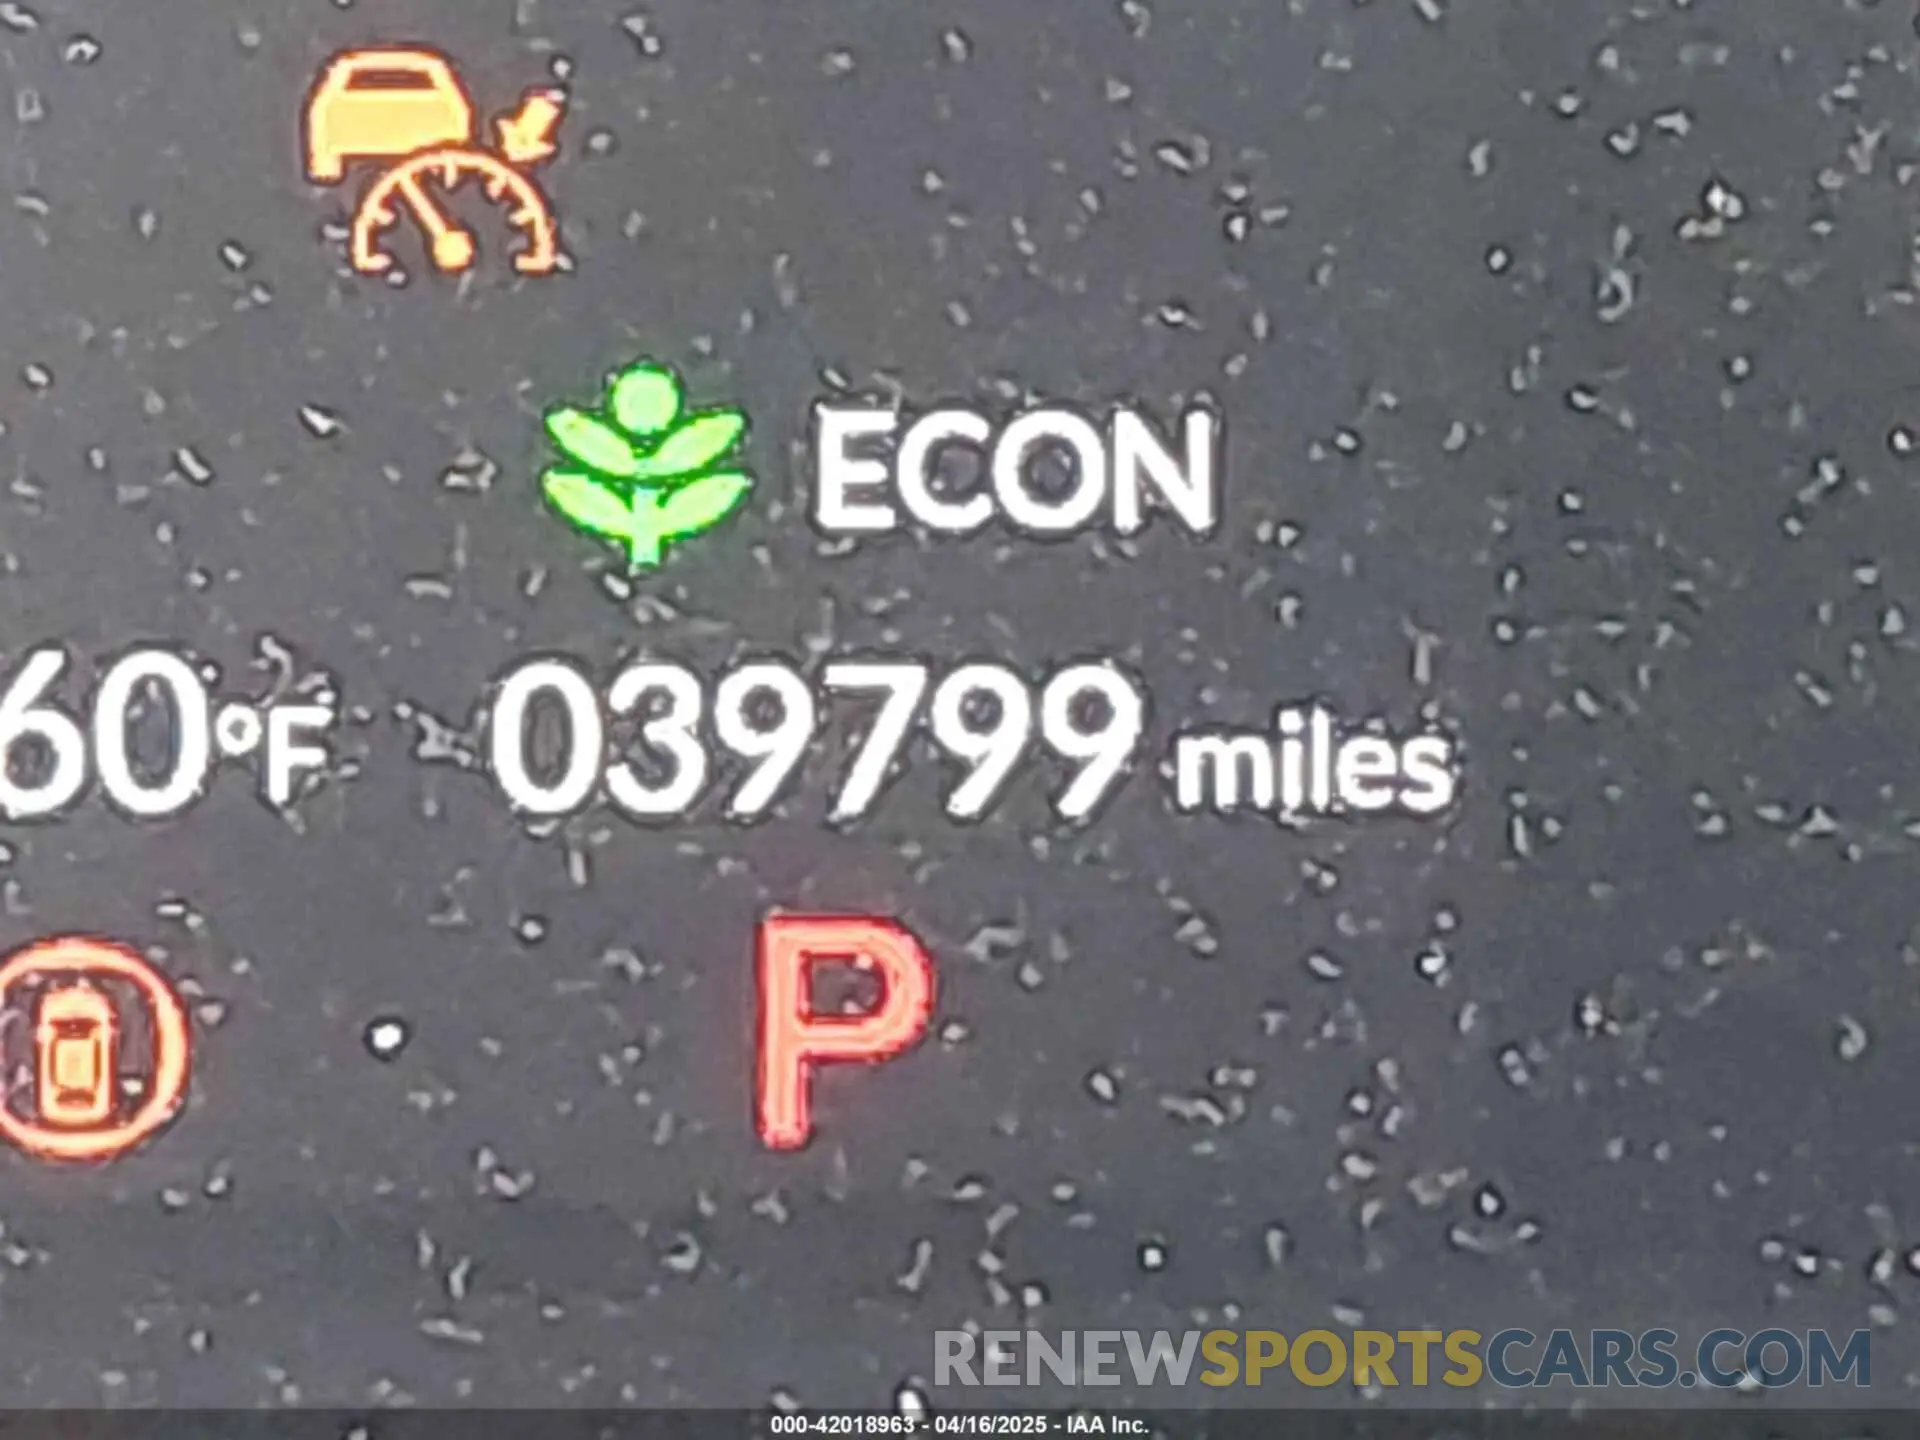 ECON
60°F 039799 miles
P
RENEWSPORTSCARS.COM
000-42018963 - 04/16/2025 - IAA Inc.